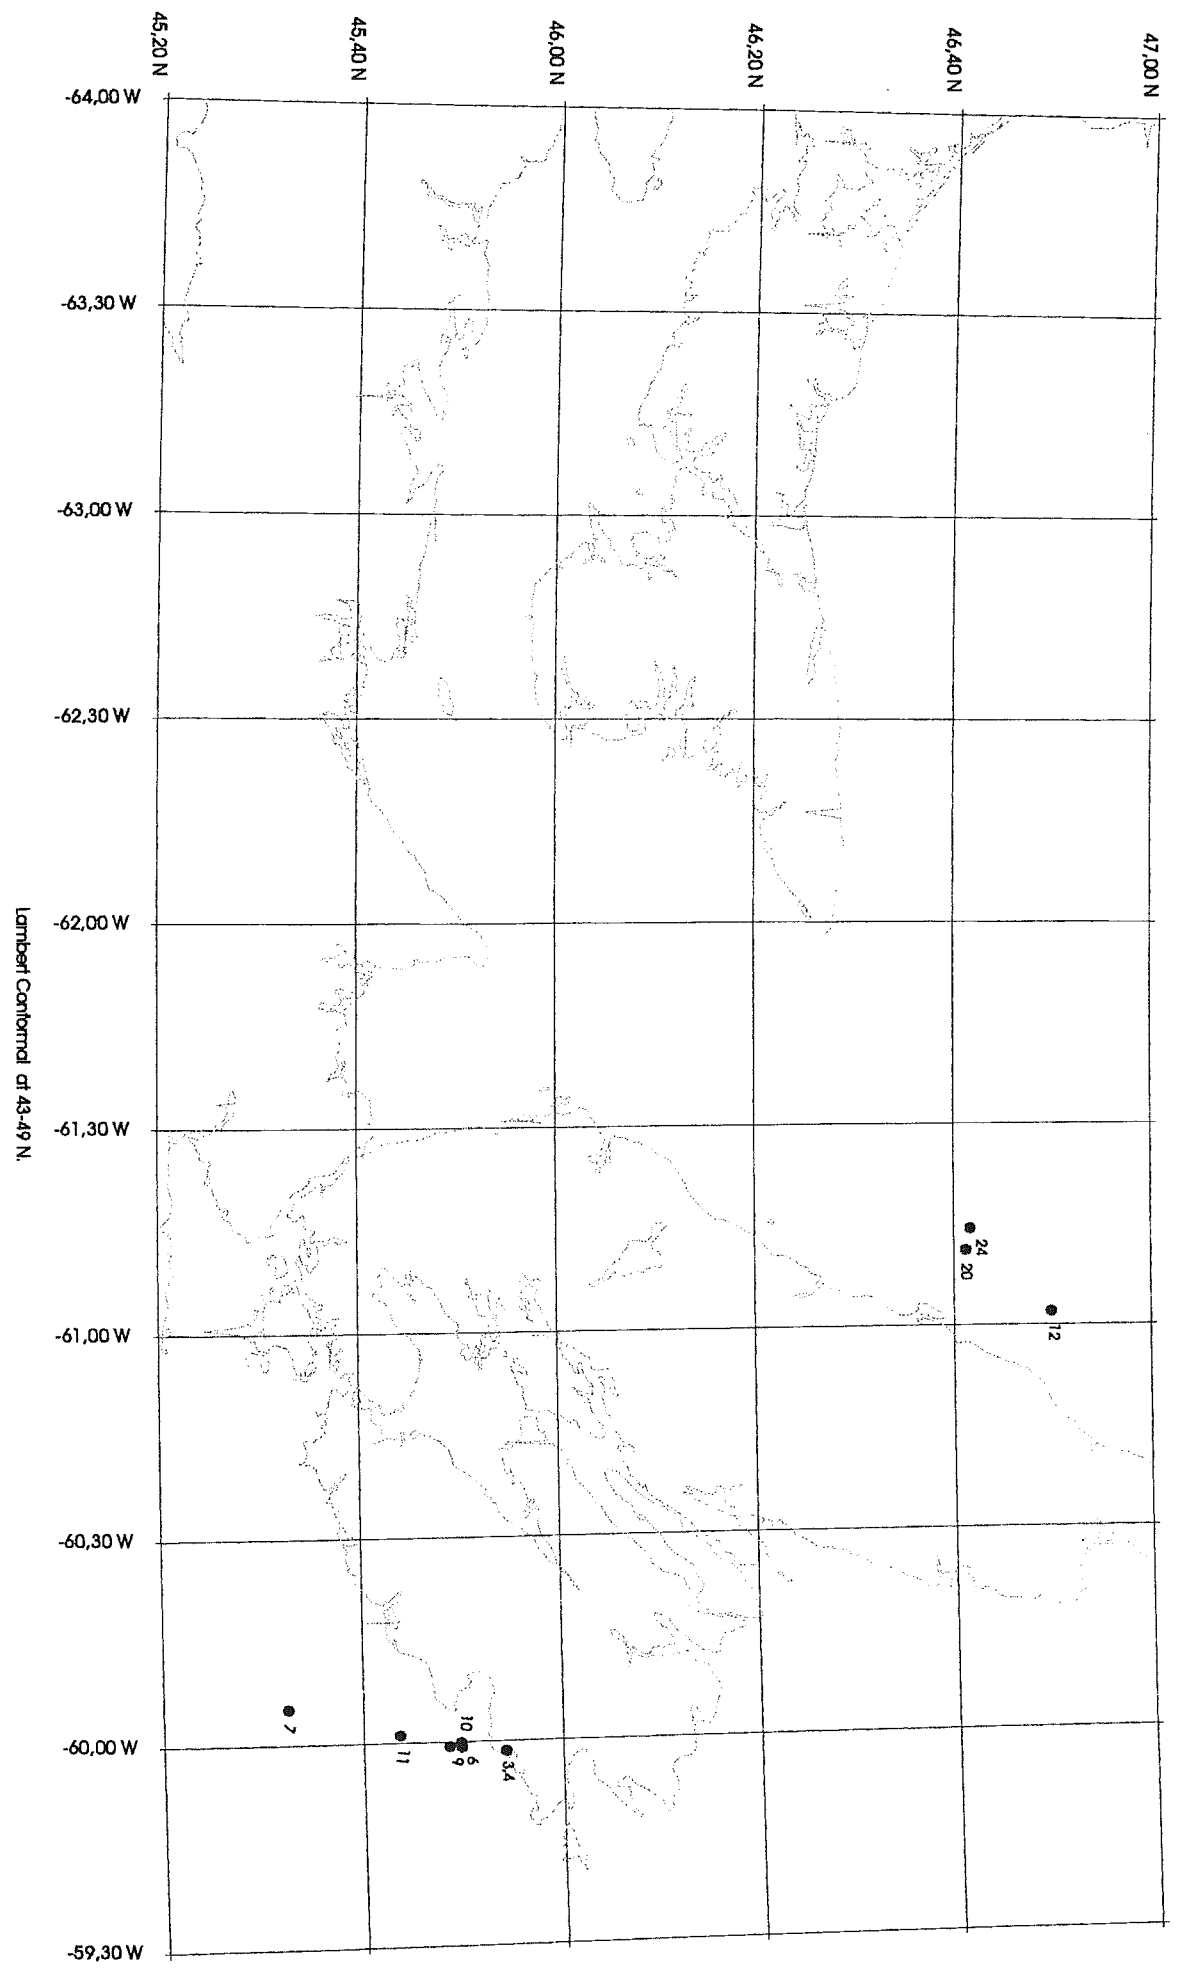 45,20 N
45,40 N
46,00 N
46,20 N
46,40 N
47,00 N
-64,00 W
-63,30 W
-63,00 W
-62,30 W
-62,00 W
-61,30 W
-61,00 W
-60,30 W
-60,00 W
-59,30 W
24
20
12
7
11
10
6
9
3,4
Lambert Conformal at 43-49 N.